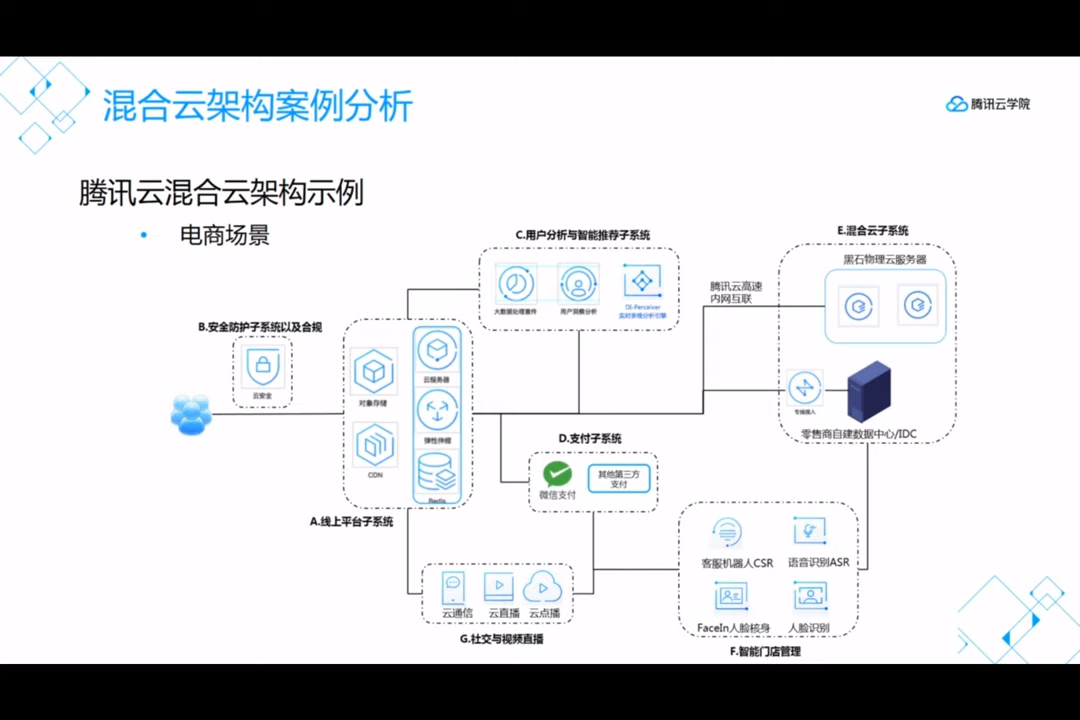 混合云架构案例分析
腾讯云学院
腾讯云混合云架构示例
• 电商场景
C.用户分析与智能推荐子系统
大数据处理套件
用户洞察分析
DI-Perceiver
实时多维分析引擎
E.混合云子系统
黑石物理云服务器
腾讯云高速
内网互联
专线接入
零售商自建数据中心/IDC
B.安全防护子系统以及合规
云安全
对象存储
CDN
云服务器
弹性伸缩
Redis
A.线上平台子系统
D.支付子系统
微信支付
其他第三方
支付
客服机器人CSR
语音识别ASR
FaceIn人脸核身
人脸识别
F.智能门店管理
云通信
云直播
云点播
G.社交与视频直播